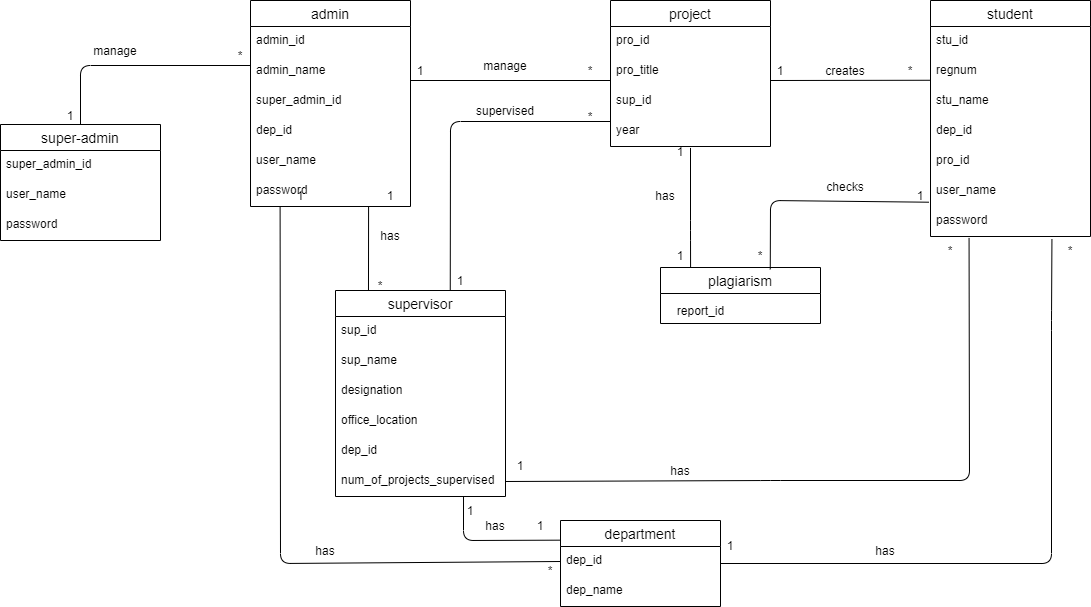 admin
admin_id
admin_name
super_admin_id
dep_id
user_name
password
1
1
project
pro_id
pro_title
sup_id
year
student
stu_id
regnum
stu_name
dep_id
pro_id
user_name
password
manage
*
1
super-admin
super_admin_id
user_name
password
1
manage
*
1
creates
*
supervised
*
1
has
*
1
has
1
checks
1
*
plagiarism
report_id
*
*
1
supervisor
sup_id
sup_name
designation
office_location
dep_id
num_of_projects_supervised
1
has
1
has
1
has
*
department
dep_id
dep_name
1
has